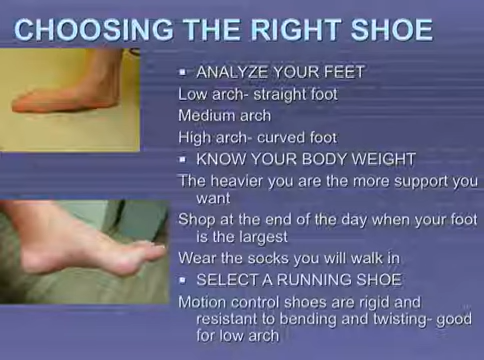 CHOOSING THE RIGHT SHOE
▪ ANALYZE YOUR FEET
Low arch- straight foot
Medium arch
High arch- curved foot
▪ KNOW YOUR BODY WEIGHT
The heavier you are the more support you
want
Shop at the end of the day when your foot
is the largest
Wear the socks you will walk in
▪ SELECT A RUNNING SHOE
Motion control shoes are rigid and
resistant to bending and twisting- good
for low arch